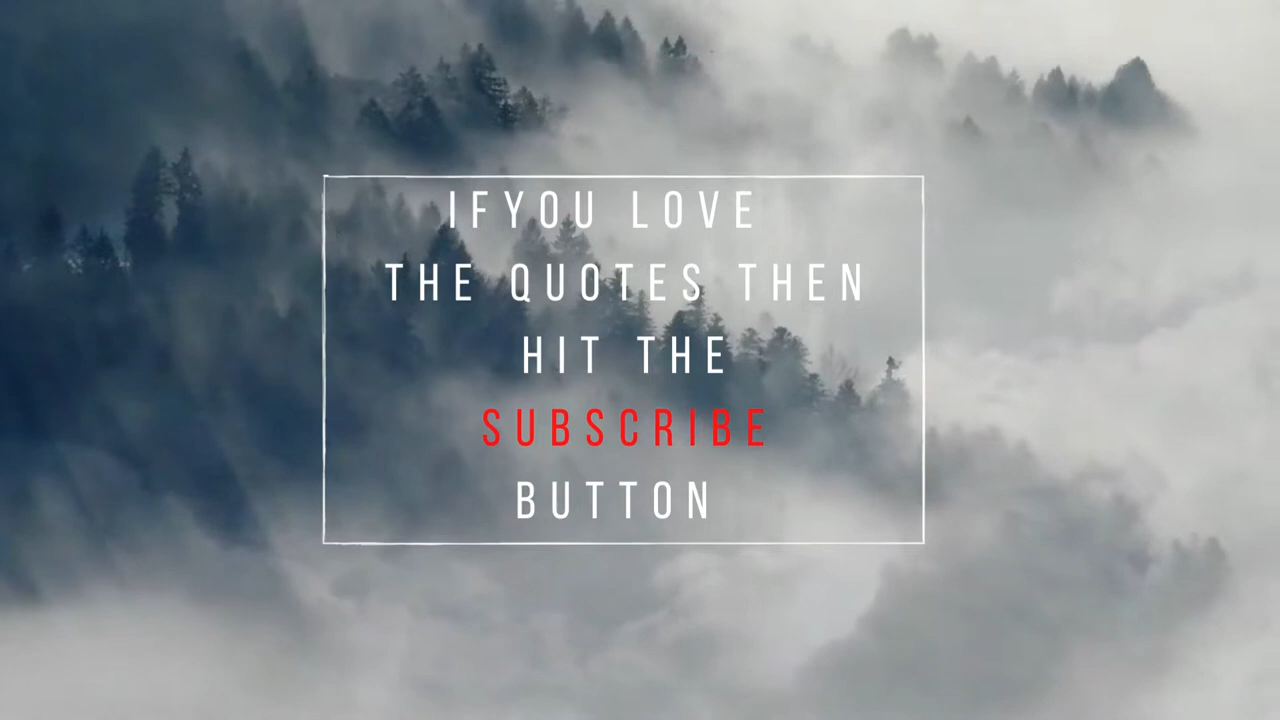 IFYOU LOVE
THE QUOTES THEN
HIT THE
SUBSCRIBE
BUTTON